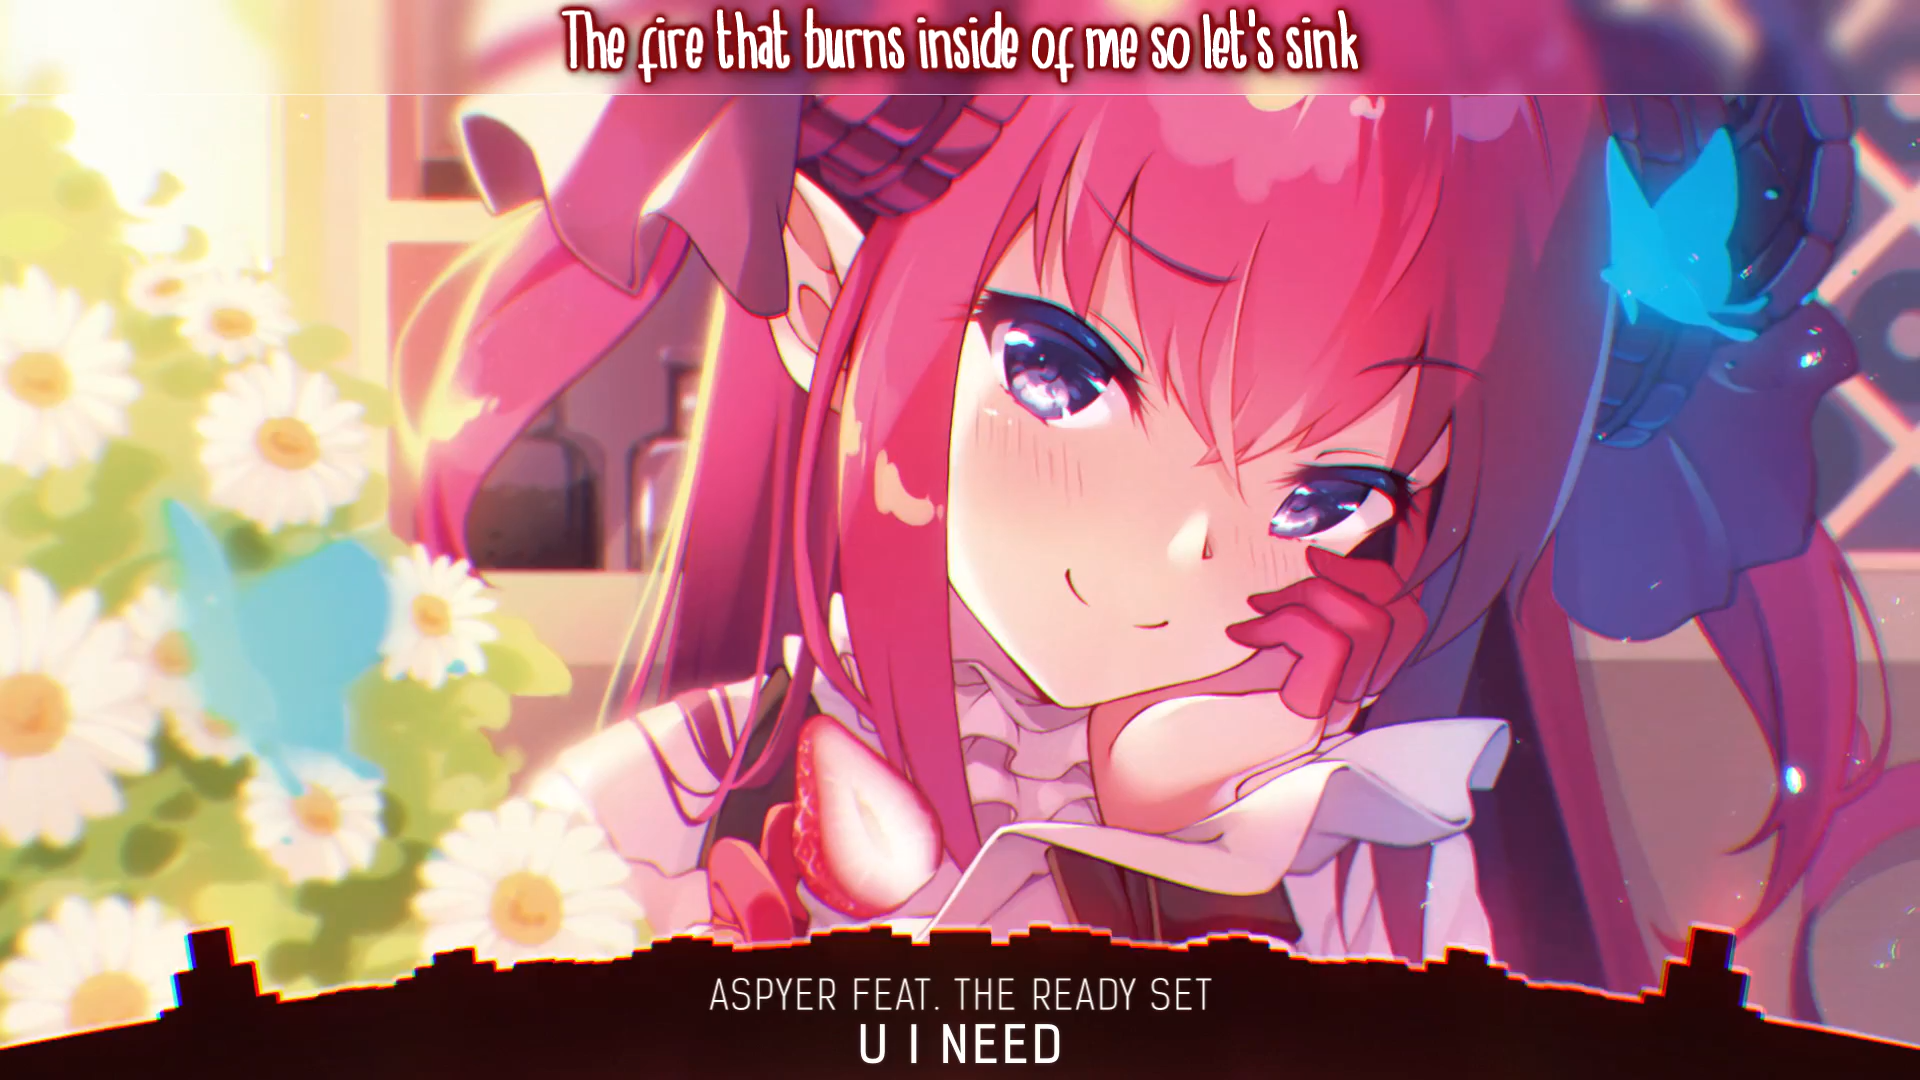 The fire that burns inside of me so let's sink
ASPYER FEAT. THE READY SET
U I NEED